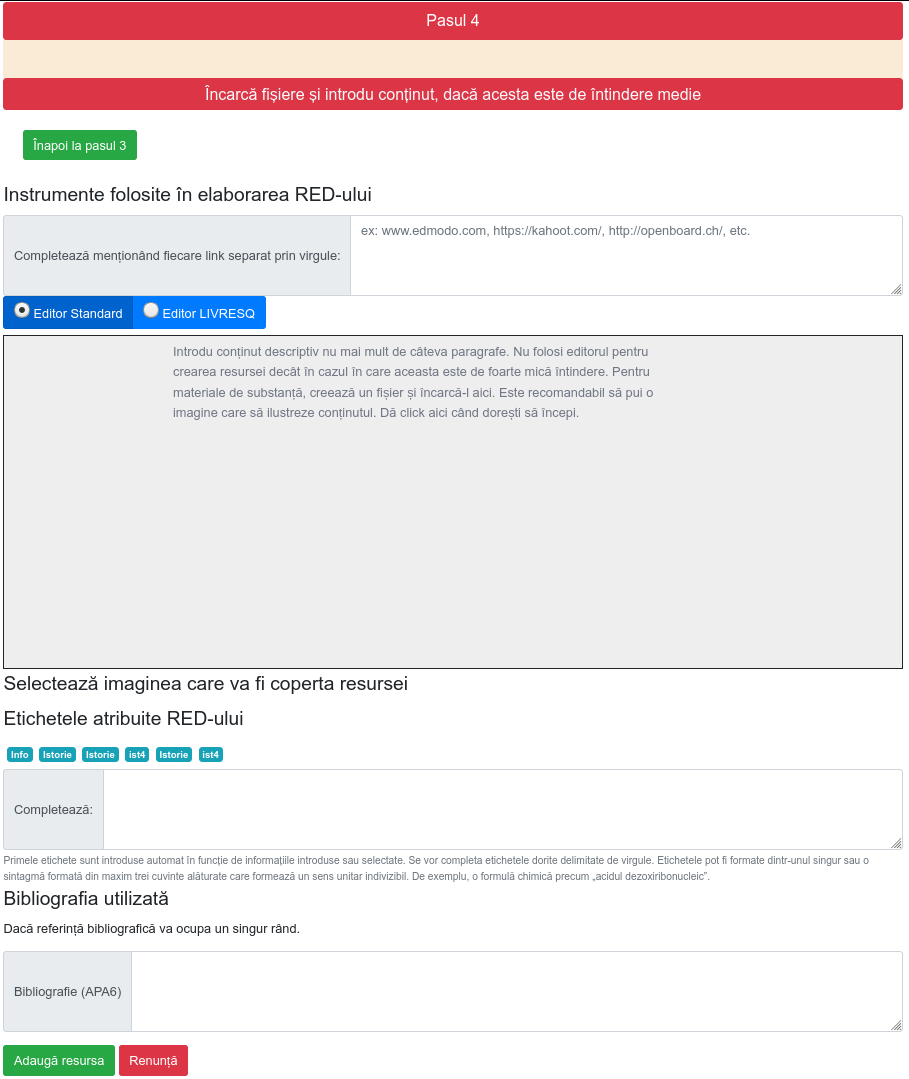 Pasul 4
Încarcă fișiere și introdu conținut, dacă acesta este de întindere medie
Înapoi la pasul 3
Instrumente folosite în elaborarea RED-ului
Completează menționând fiecare link separat prin virgule:
ex: www.edmodo.com, https://kahoot.com/, http://openboard.ch/, etc.
Editor Standard
Editor LIVRESQ
Introdu conținut descriptiv nu mai mult de câteva paragrafe. Nu folosi editorul pentru
crearea resursei decât în cazul în care aceasta este de foarte mică întindere. Pentru
materiale de substanță, creează un fișier și încarcă-l aici. Este recomandabil să pui o
imagine care să ilustreze conținutul. Dă click aici când dorești să începi.
Selectează imaginea care va fi coperta resursei
Etichetele atribuite RED-ului
Info Istorie Istorie ist4 Istorie ist4
Completează:
Primele etichete sunt introduse automat în funcție de informațiile introduse sau selectate. Se vor completa etichetele dorite delimitate de virgule. Etichetele pot fi formate dintr-unul singur sau o
sintagmă formată din maxim trei cuvinte alăturate care formează un sens unitar indivizibil. De exemplu, o formulă chimică precum „acidul dezoxiribonucleic”.
Bibliografia utilizată
Dacă referință bibliografică va ocupa un singur rând.
Bibliografie (APA6)
Adaugă resursa
Renunță